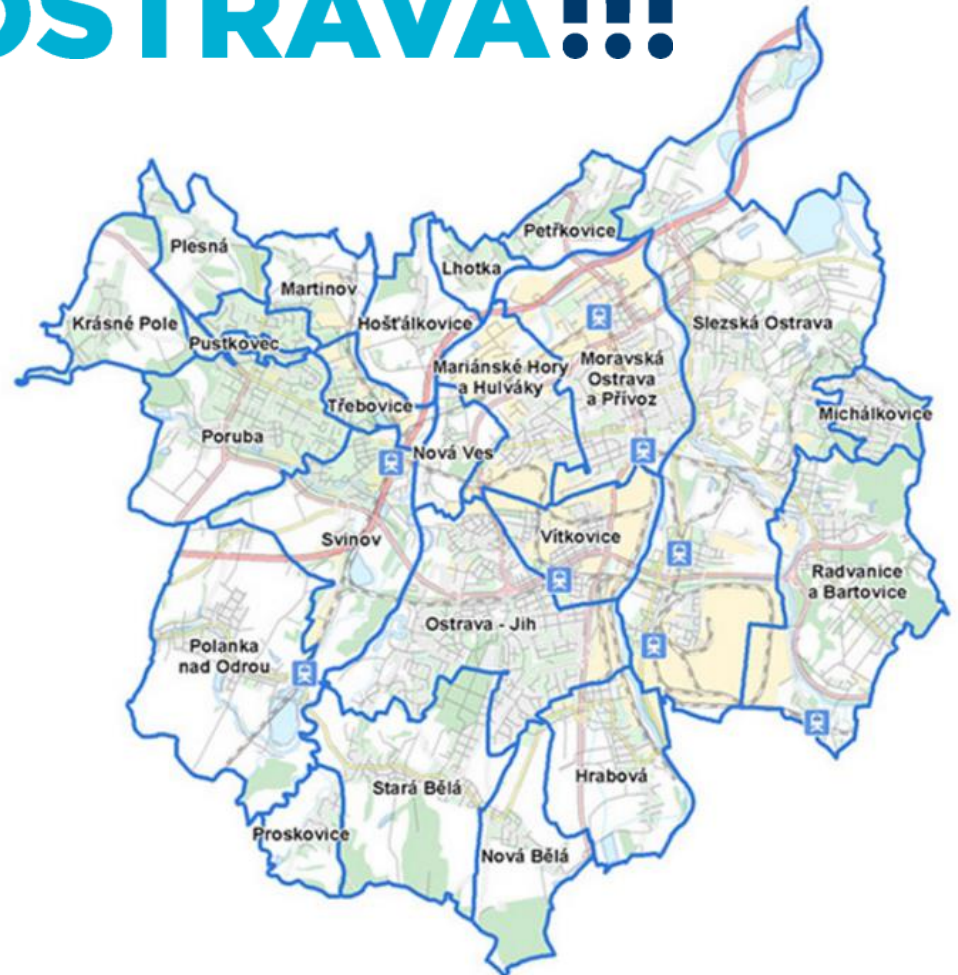 OSTRAVA!!!
Petřkovice
Plesná
Lhotka
Martinov
Krásné Pole
Hošťálkovice
Slezská Ostrava
Pustkovec
Mariánské Hory
a Hulváky
Moravská
Ostrava
a Přívoz
Třebovice
Michálkovice
Poruba
Nová Ves
Svinov
Vítkovice
Radvanice
a Bartovice
Ostrava - Jih
Polanka
nad Odrou
Hrabová
Stará Bělá
Proskovice
Nová Bělá